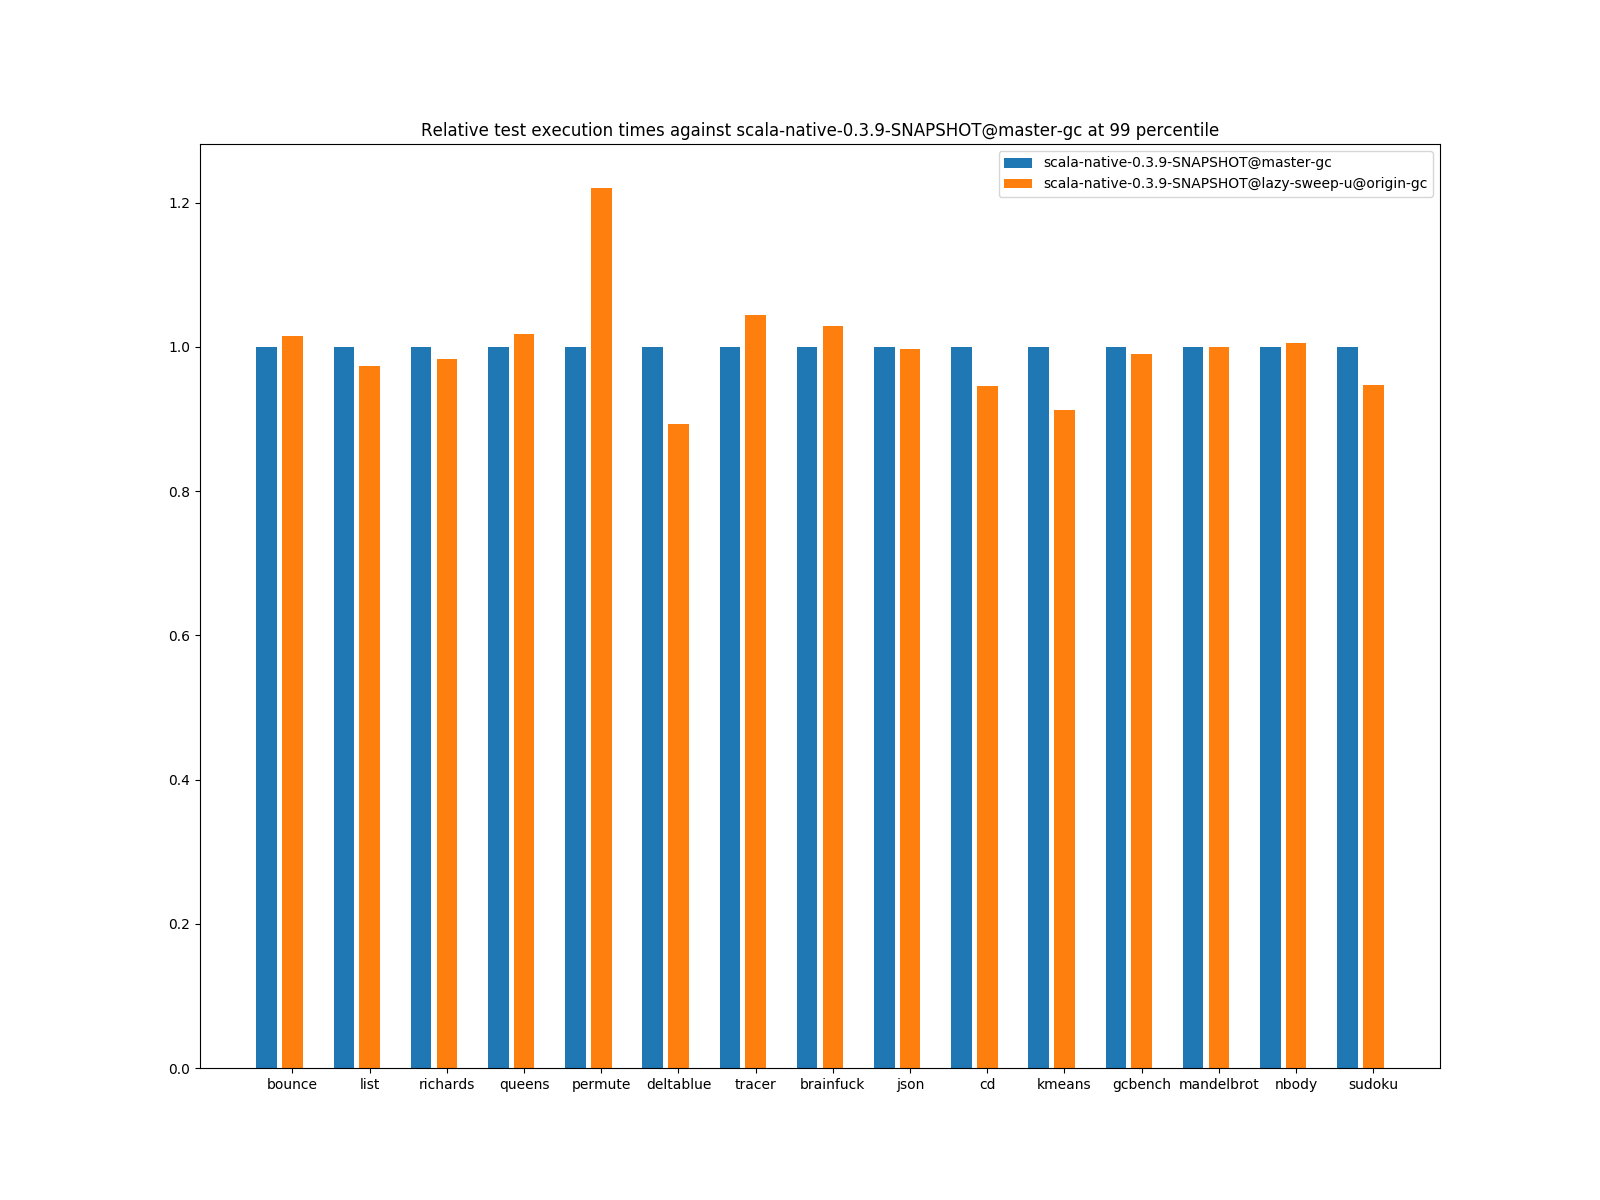 Relative test execution times against scala-native-0.3.9-SNAPSHOT@master-gc at 99 percentile
scala-native-0.3.9-SNAPSHOT@master-gc
scala-native-0.3.9-SNAPSHOT@lazy-sweep-u@origin-gc
1.2
1.0
0.8
0.6
0.4
0.2
0.0
bounce list richards queens permute deltablue tracer brainfuck json cd kmeans gcbench mandelbrot nbody sudoku